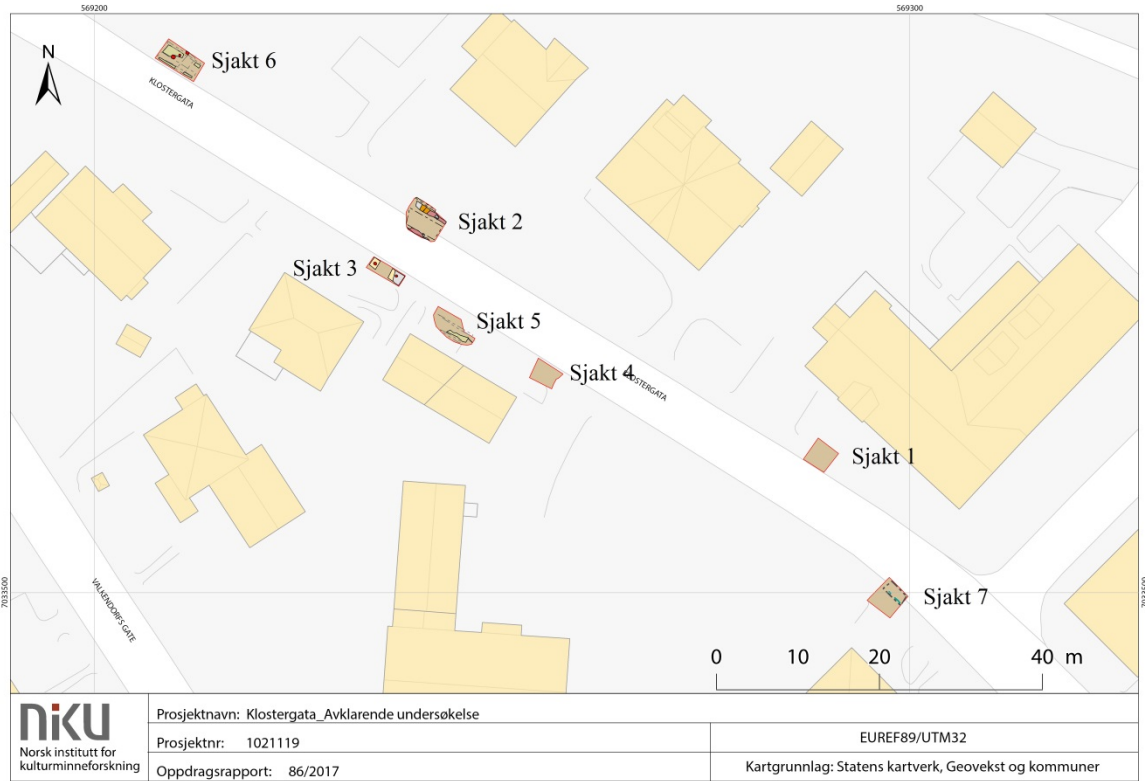 569200
569300
N
Sjakt 6
KLOSTERGATA
Sjakt 2
Sjakt 3
Sjakt 5
Sjakt 4
KLOSTERGATA
Sjakt 1
VALKENDORFS GATE
7033500
7033500
Sjakt 7
0 10 20 40 m
niku
Norsk institutt for
kulturminneforskning
Prosjektnavn: Klostergata_Avklarende undersøkelse
Prosjektnr: 1021119
Oppdragsrapport: 86/2017
EUREF89/UTM32
Kartgrunnlag: Statens kartverk, Geovekst og kommuner